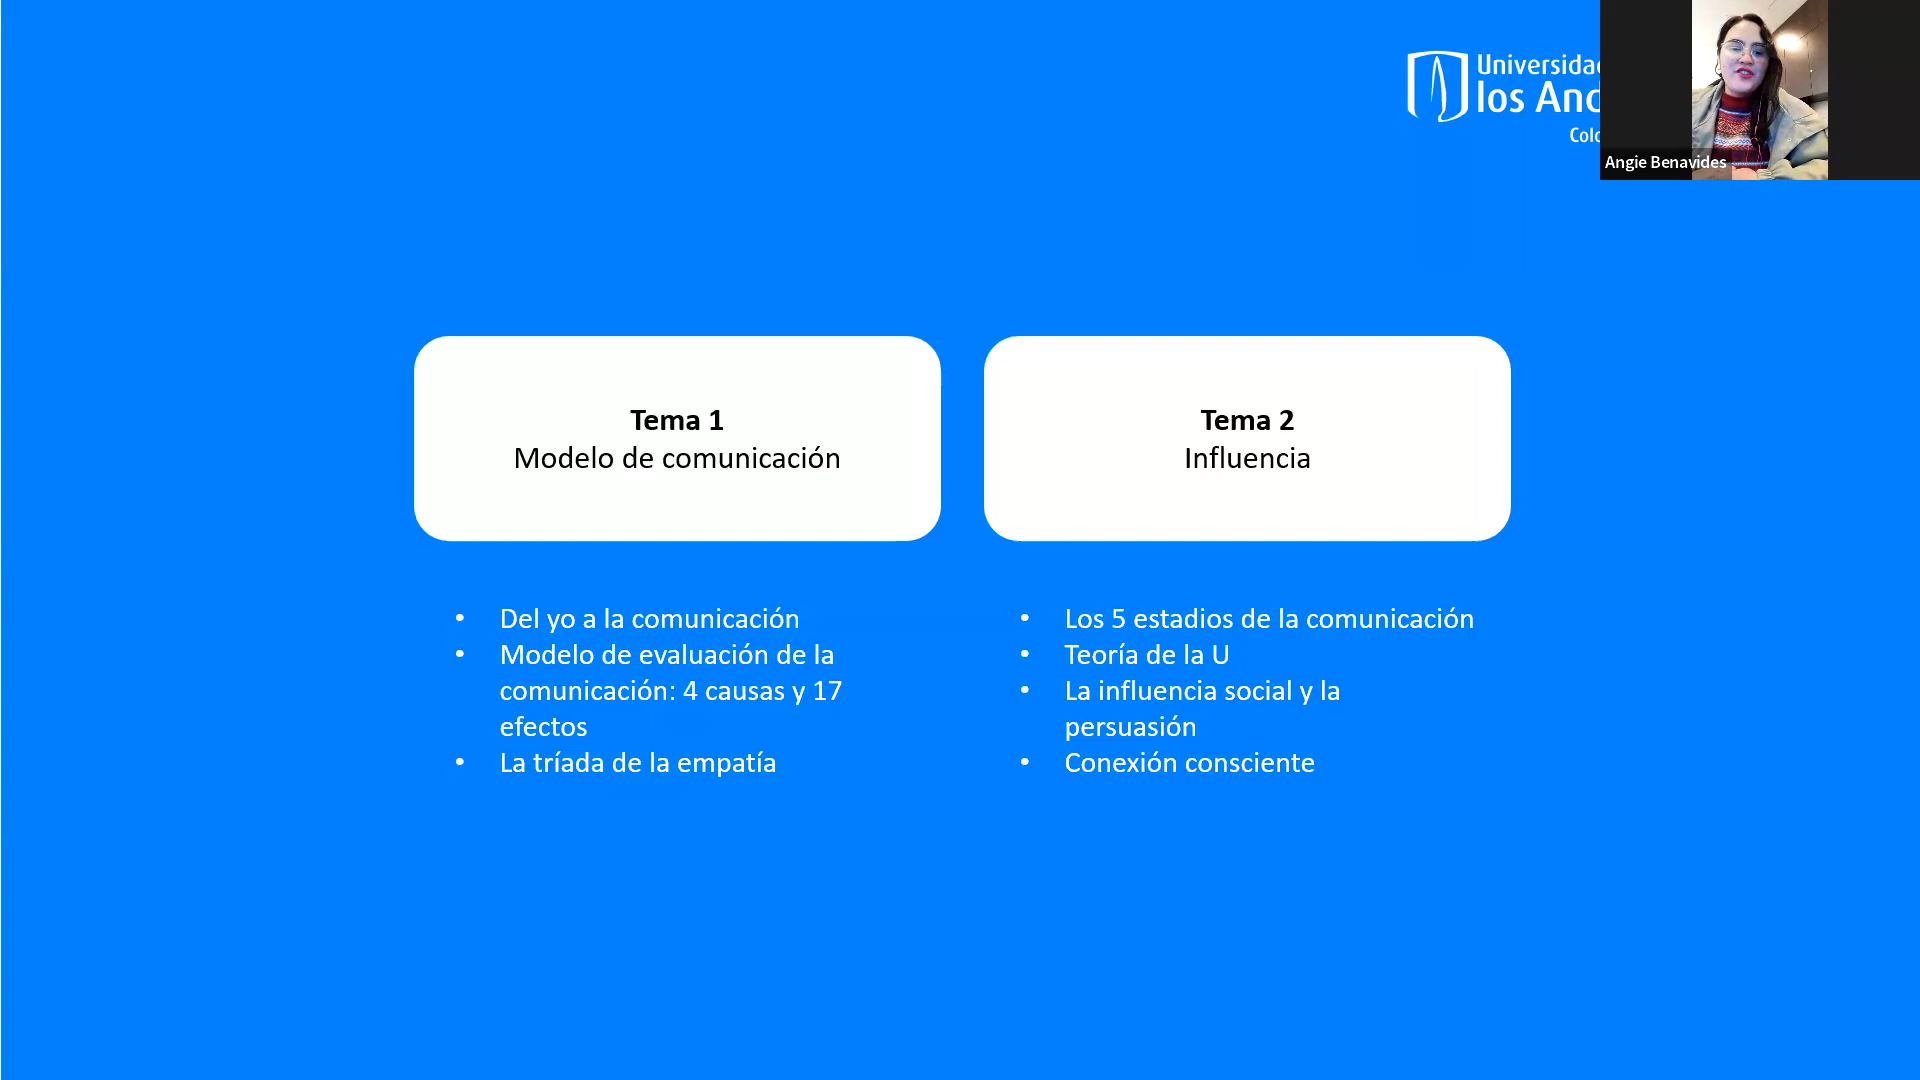 Universida
los And
Colo
Angie Benavides
Tema 1
Modelo de comunicación
Tema 2
Influencia
• Del yo a la comunicación
• Modelo de evaluación de la
comunicación: 4 causas y 17
efectos
• La tríada de la empatía
• Los 5 estadios de la comunicación
• Teoría de la U
• La influencia social y la
persuasión
• Conexión consciente